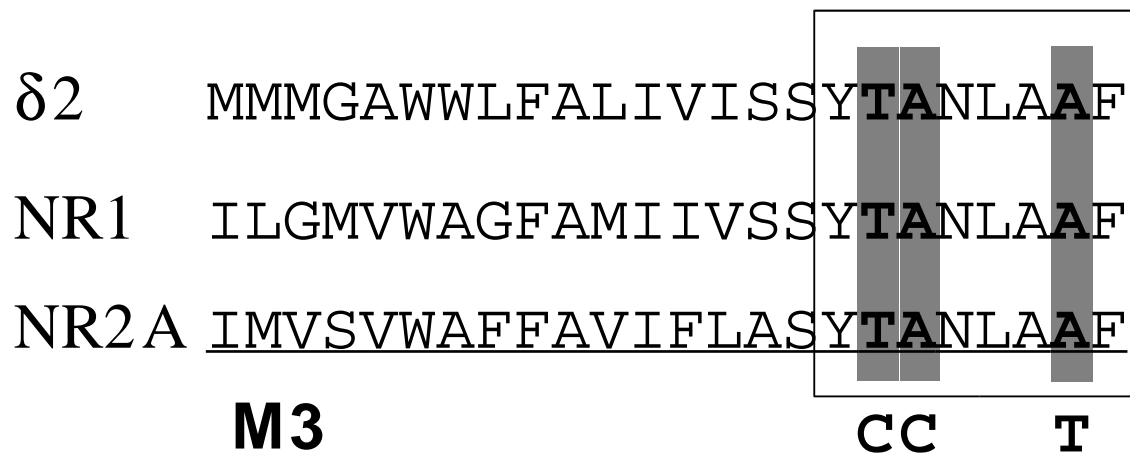 δ2 MMMGAWWLFALIVISSYTANLAAF
NR1 ILGMVWAGFAMIIVSSYTANLAAF
NR2A IMVSVWAFFAVIFLASYTANLAAF
M3 CC T